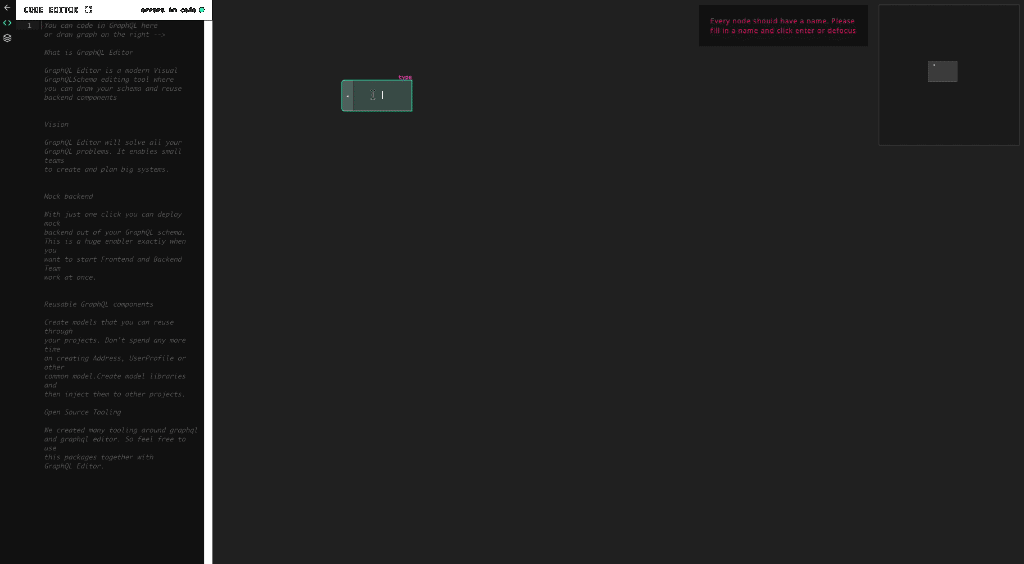 CODE EDITOR
errors in code
1
You can code in GraphQL here
or draw graph on the right -->
What is GraphQL Editor
GraphQL Editor is a modern Visual
GraphQLSchema editing tool where
you can draw your schema and reuse
backend components
Vision
GraphQL Editor will solve all your
GraphQL problems. It enables small
teams
to create and plan big systems.
Mock backend
With just one click you can deploy
mock
backend out of your GraphQL schema.
This is a huge enabler exactly when
you
want to start Frontend and Backend
Team
work at once.
Reusable GraphQL components
Create models that you can reuse
through
your projects. Don't spend any more
time
on creating Address, UserProfile or
other
common model.Create model libraries
and
then inject them to other projects.
Open Source Tooling
We created many tooling around graphql
and graphql editor. So feel free to
use
this packages together with
GraphQL Editor.
type
Every node should have a name. Please
fill in a name and click enter or defocus